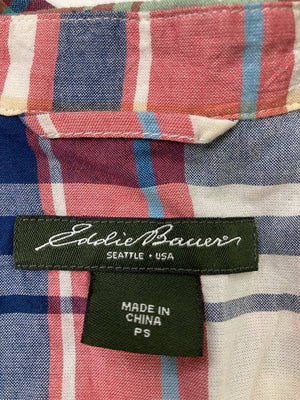 Eddie Bauer
SEATTLE • USA
MADE IN
CHINA
PS